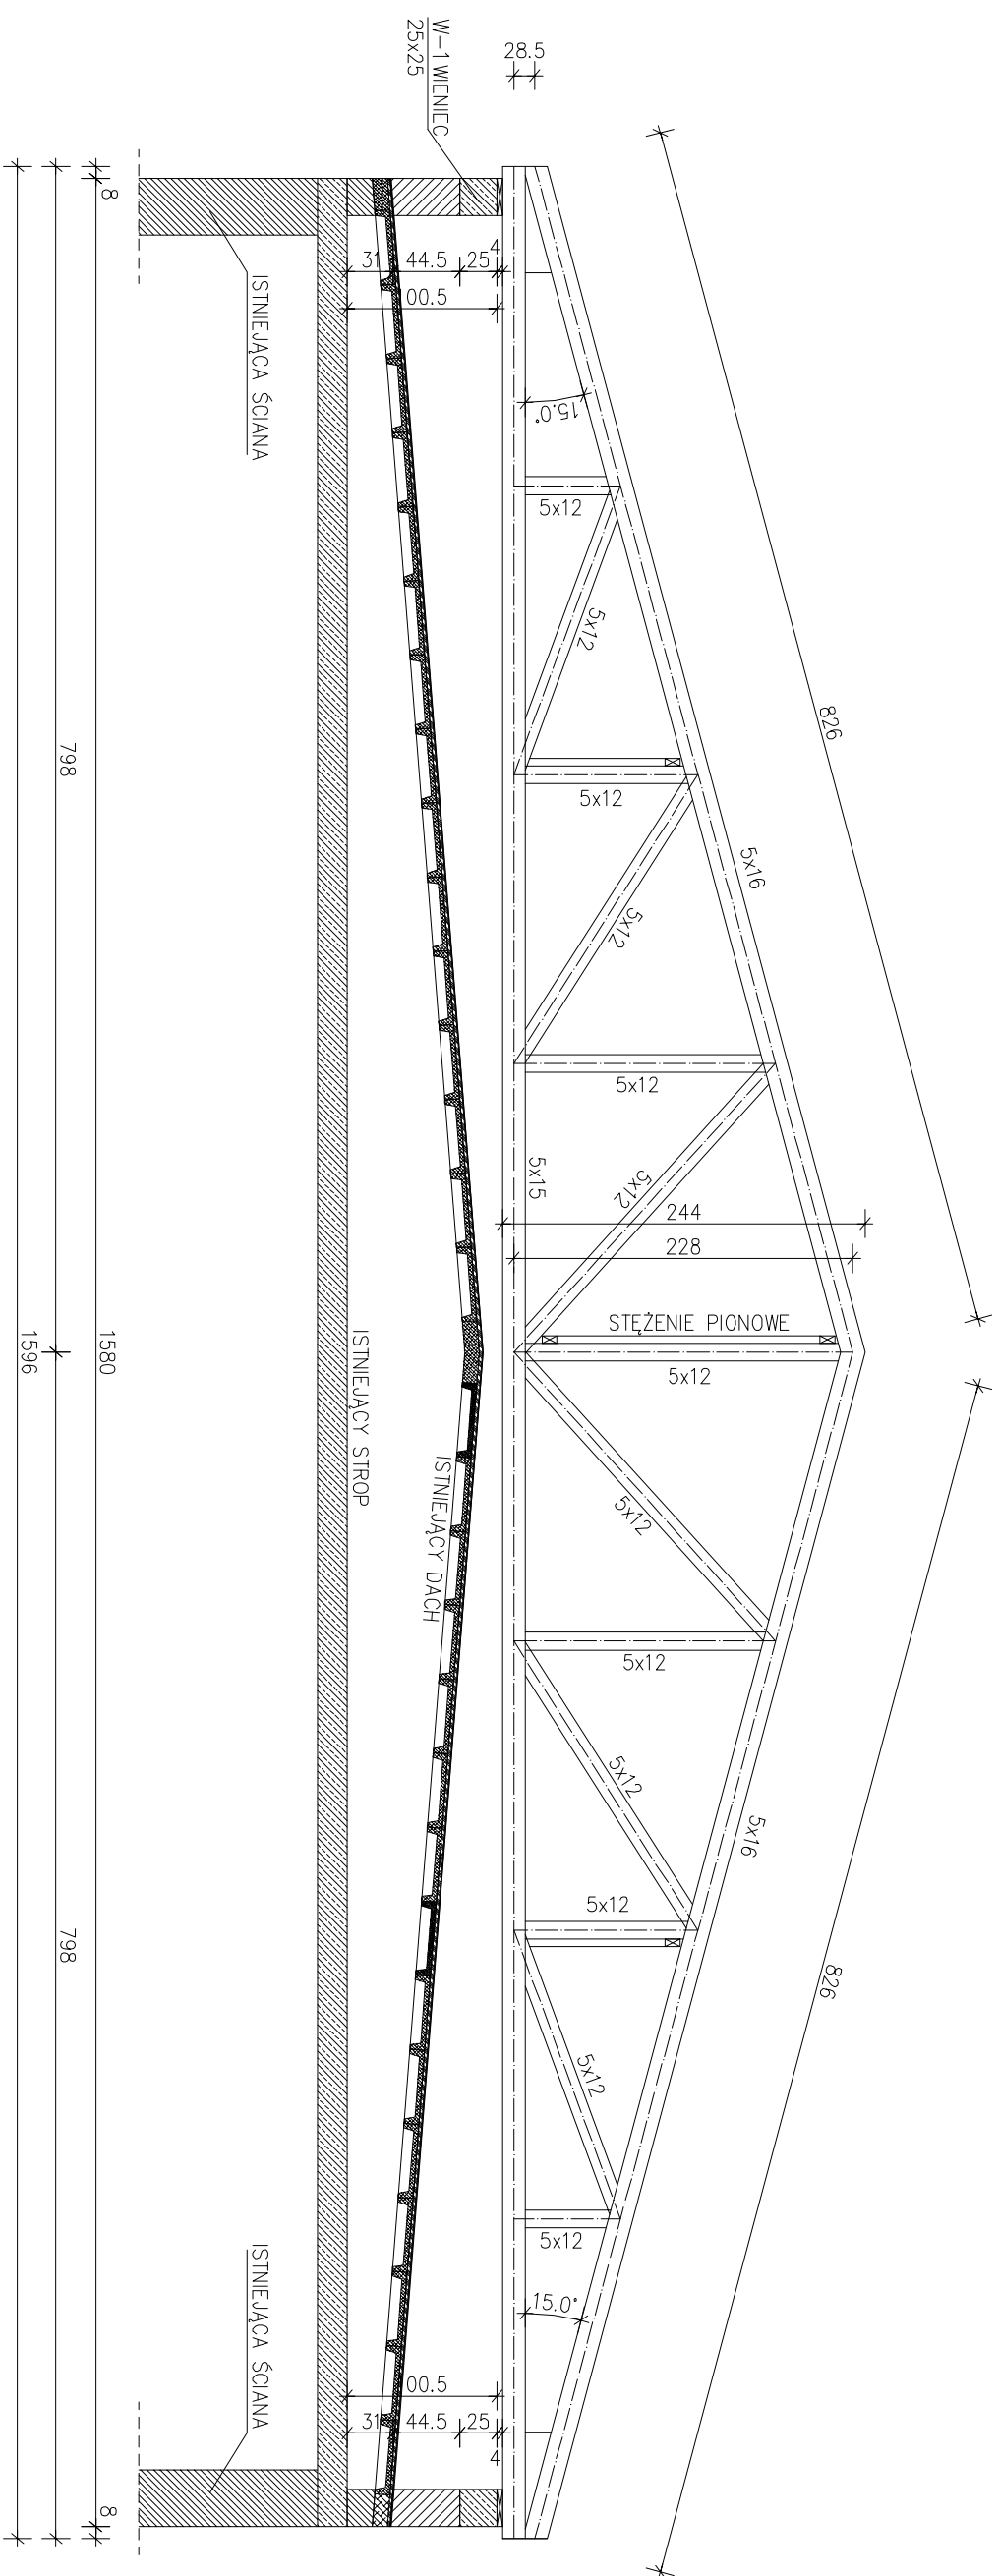 W-1 WIENIEC
25x25
28.5
826
826
5x16
5x16
15.0°
15.0°
5x12
5x12
5x12
5x12
5x12
5x12
5x15
244
228
STĘŻENIE PIONOWE
5x12
5x12
5x12
5x12
5x12
5x12
5x12
4
31
44.5
25
00.5
00.5
31
44.5
25
4
ISTNIEJĄCY DACH
ISTNIEJĄCY STROP
ISTNIEJĄCA ŚCIANA
ISTNIEJĄCA ŚCIANA
8
1580
8
798
798
1596